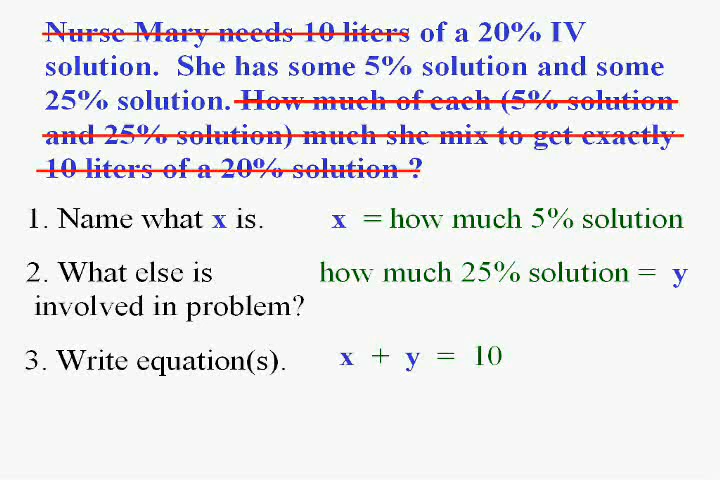 Nurse Mary needs 10 liters of a 20% IV
solution. She has some 5% solution and some
25% solution. How much of each (5% solution
and 25% solution) much she mix to get exactly
10 liters of a 20% solution ?
1. Name what x is. x = how much 5% solution
2. What else is how much 25% solution = y
involved in problem?
3. Write equation(s). x + y = 10